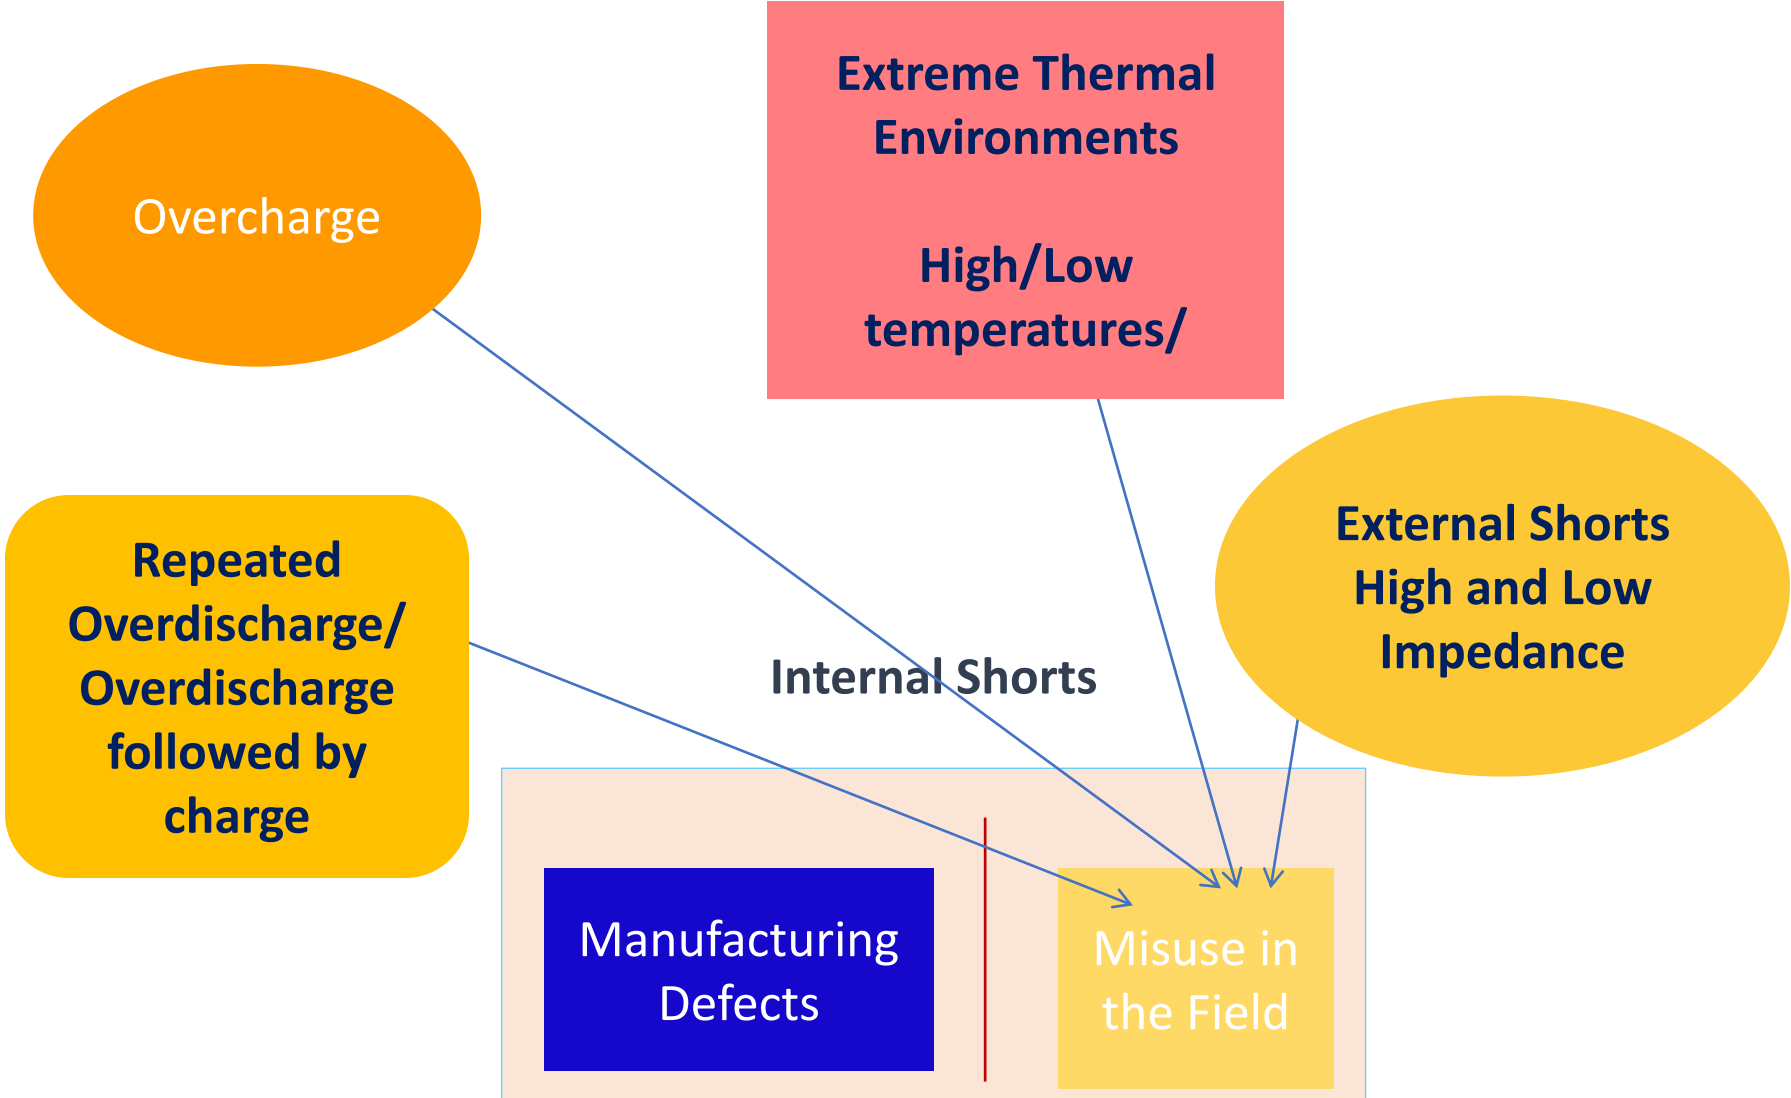 Overcharge
Extreme Thermal
Environments
High/Low
temperatures/
External Shorts
High and Low
Impedance
Repeated
Overdischarge/
Overdischarge
followed by
charge
Internal Shorts
Manufacturing
Defects
Misuse in
the Field